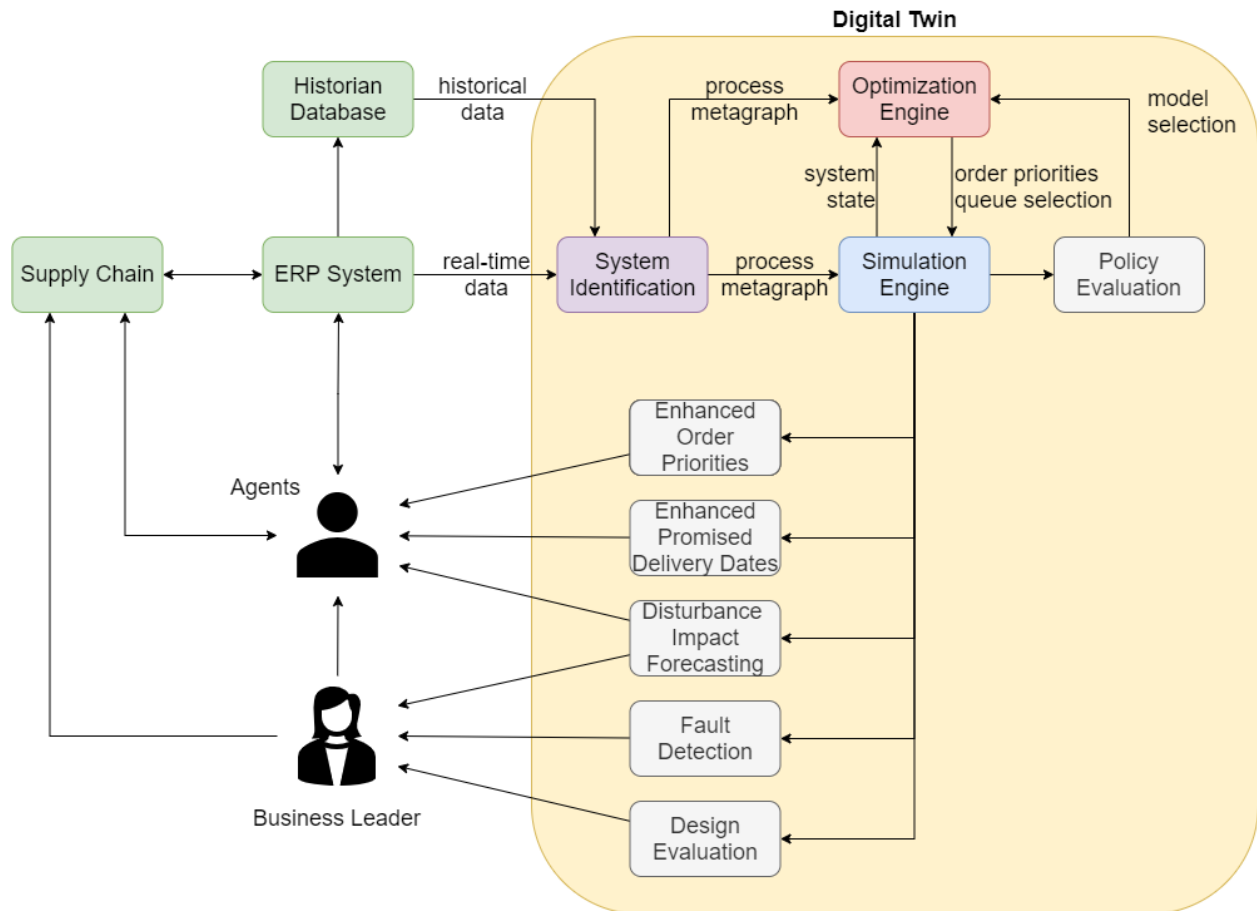 Digital Twin
Historian
Database
historical
data
process
metagraph
Optimization
Engine
model
selection
system
state
order priorities
queue selection
Supply Chain
ERP System
real-time
data
System
Identification
process
metagraph
Simulation
Engine
Policy
Evaluation
Enhanced
Order
Priorities
Agents
Enhanced
Promised
Delivery Dates
Disturbance
Impact
Forecasting
Fault
Detection
Business Leader
Design
Evaluation